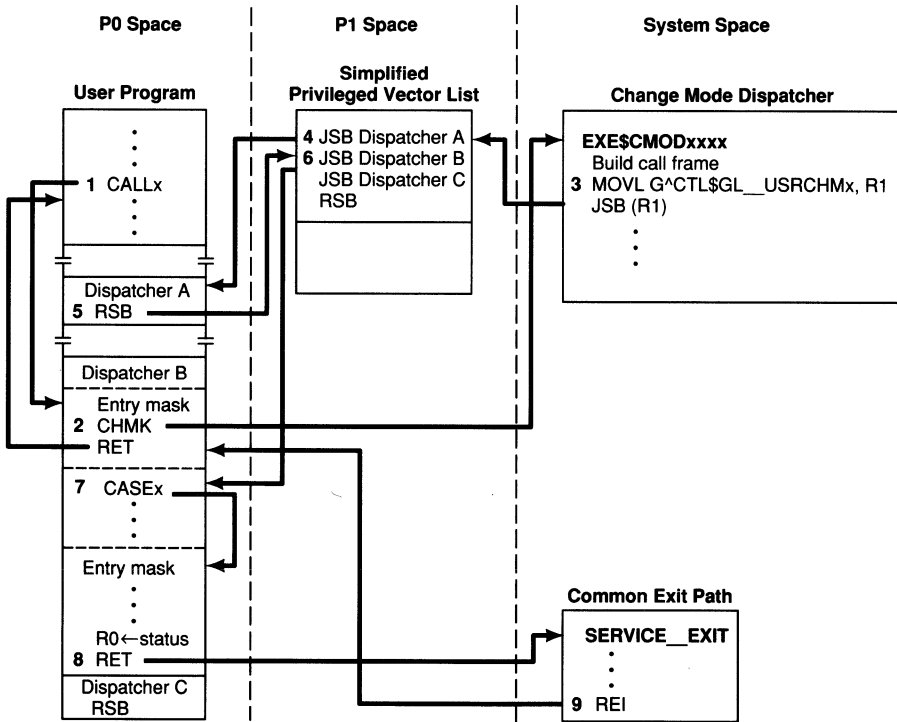 P0 Space
P1 Space
System Space
User Program
1 CALLx
Dispatcher A
5 RSB
Dispatcher B
Entry mask
2 CHMK
RET
7 CASEx
Entry mask
R0←status
8 RET
Dispatcher C
RSB
Simplified
Privileged Vector List
4 JSB Dispatcher A
6 JSB Dispatcher B
JSB Dispatcher C
RSB
Change Mode Dispatcher
EXE$CMODxxxx
Build call frame
3 MOVL G^CTL$GL__USRCHMx, R1
JSB (R1)
Common Exit Path
SERVICE__EXIT
9 REI